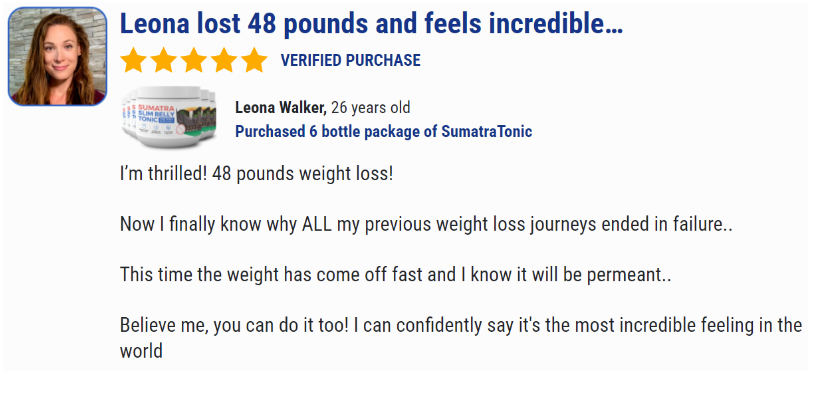 Leona lost 48 pounds and feels incredible…
VERIFIED PURCHASE
SUMATRA
SLIM BELLY
TONIC
Leona Walker, 26 years old
Purchased 6 bottle package of SumatraTonic
I’m thrilled! 48 pounds weight loss!
Now I finally know why ALL my previous weight loss journeys ended in failure..
This time the weight has come off fast and I know it will be permeant..
Believe me, you can do it too! I can confidently say it's the most incredible feeling in the
world